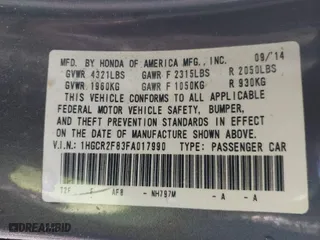 MFD. BY HONDA OF AMERICA MFG., INC. 09/'14
GVWR 4321LBS GAWR F 2315LBS R 2050LBS
GVWR 1960KG GAWR F 1050KG R 930KG
THIS VEHICLE CONFORMS TO ALL APPLICABLE
FEDERAL MOTOR VEHICLE SAFETY, BUMPER,
AND THEFT PREVENTION STANDARDS IN EFFECT ON
THE DATE OF MANUFACTURE SHOWN ABOVE.
V.I.N.: 1HGCR2F83FA017990 TYPE: PASSENGER CAR
AF8 NH797M - A - A
DREAMBID